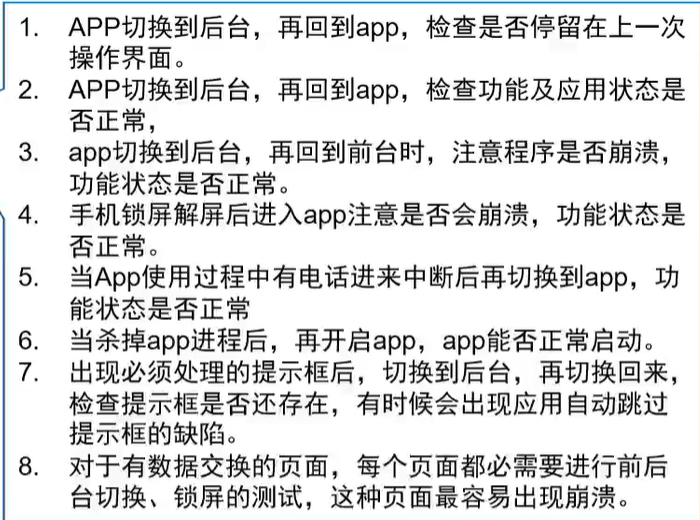 1. APP切换到后台，再回到app，检查是否停留在上一次
操作界面。
2. APP切换到后台，再回到app，检查功能及应用状态是
否正常，
3. app切换到后台，再回到前台时，注意程序是否崩溃，
功能状态是否正常。
4. 手机锁屏解屏后进入app注意是否会崩溃，功能状态是
否正常。
5. 当App使用过程中有电话进来中断后再切换到app，功
能状态是否正常
6. 当杀掉app进程后，再开启app，app能否正常启动。
7. 出现必须处理的提示框后，切换到后台，再切换回来，
检查提示框是否还存在，有时候会出现应用自动跳过
提示框的缺陷。
8. 对于有数据交换的页面，每个页面都必需要进行前后
台切换、锁屏的测试，这种页面最容易出现崩溃。